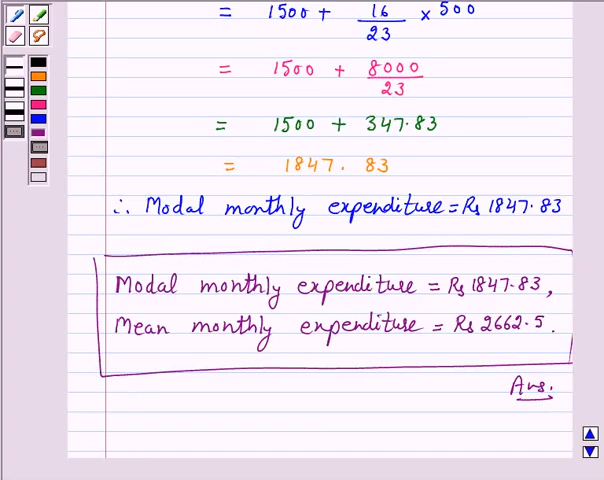 = 1500 + 16/23 × 500
= 1500 + 8000/23
= 1500 + 347.83
= 1847.83
∴ Modal monthly expenditure = Rs 1847.83
Modal monthly expenditure = Rs 1847.83,
Mean monthly expenditure = Rs 2662.5.
Ans.